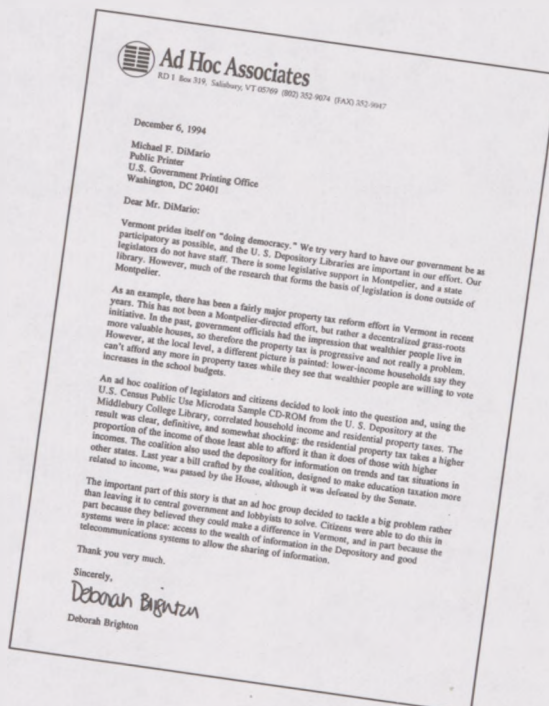 Ad Hoc Associates
RD 1 Box 319, Salisbury, VT 05769 (802) 352-9074 (FAX) 352-9047
December 6, 1994
Michael F. DiMario
Public Printer
U.S. Government Printing Office
Washington, DC 20401
Dear Mr. DiMario:
Vermont prides itself on "doing democracy." We try very hard to have our government be as
participatory as possible, and the U. S. Depository Libraries are important in our effort. Our
legislators do not have staff. There is some legislative support in Montpelier, and a state
library. However, much of the research that forms the basis of legislation is done outside of
Montpelier.
As an example, there has been a fairly major property tax reform effort in Vermont in recent
years. This has not been a Montpelier-directed effort, but rather a decentralized grass-roots
initiative. In the past, government officials had the impression that wealthier people live in
more valuable houses, so therefore the property tax is progressive and not really a problem.
However, at the local level, a different picture is painted: lower-income households say they
can't afford any more in property taxes while they see that wealthier people are willing to vote
increases in the school budgets.
An ad hoc coalition of legislators and citizens decided to look into the question and, using the
U.S. Census Public Use Microdata Sample CD-ROM from the U. S. Depository at the
Middlebury College Library, correlated household income and residential property taxes. The
result was clear, definitive, and somewhat shocking: the residential property tax takes a higher
proportion of the income of those least able to afford it than it does of those with higher
incomes. The coalition also used the depository for information on trends and tax situations in
other states. Last year a bill crafted by the coalition, designed to make education taxation more
related to income, was passed by the House, although it was defeated by the Senate.
The important part of this story is that an ad hoc group decided to tackle a big problem rather
than leaving it to central government and lobbyists to solve. Citizens were able to do this in
part because they believed they could make a difference in Vermont, and in part because the
systems were in place: access to the wealth of information in the Depository and good
telecommunications systems to allow the sharing of information.
Thank you very much.
Sincerely,
Deborah Brighton
Deborah Brighton